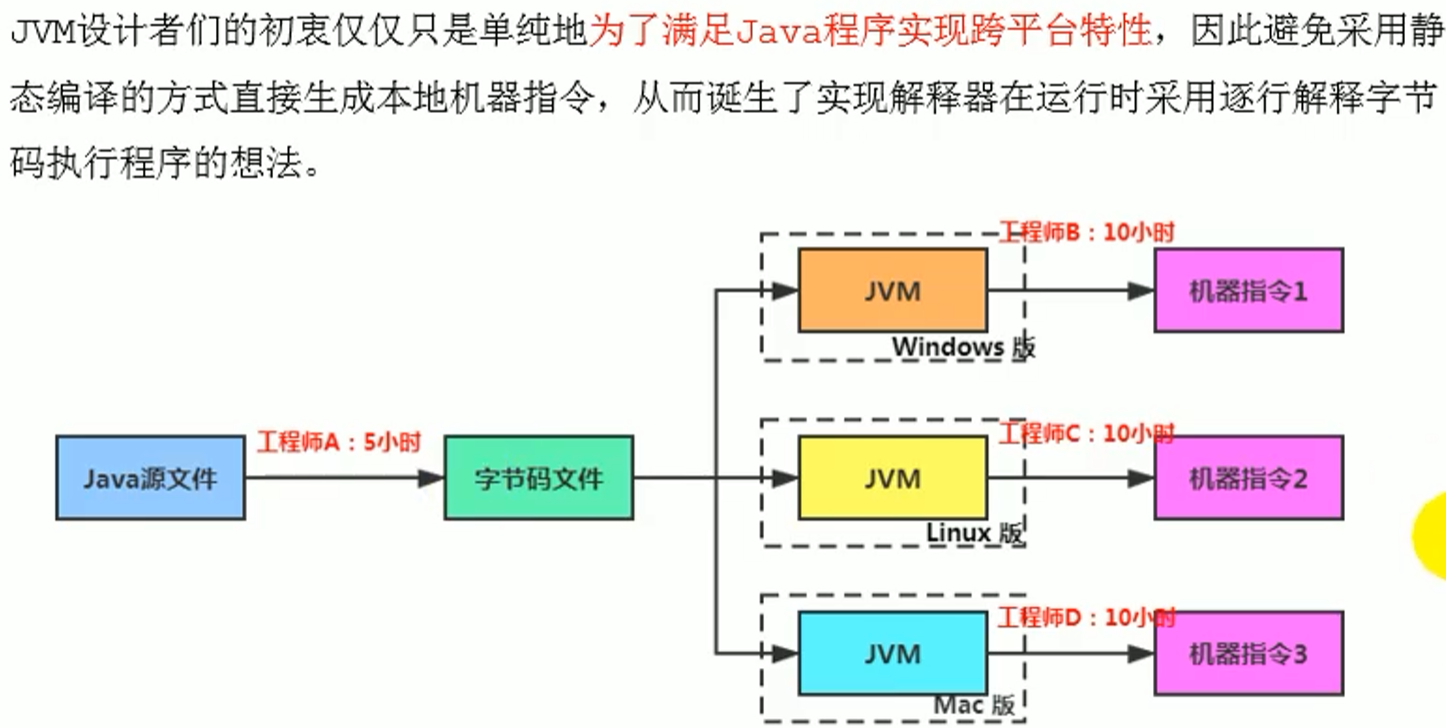 JVM设计者们的初衷仅仅只是单纯地为了满足Java程序实现跨平台特性，因此避免采用静
态编译的方式直接生成本地机器指令，从而诞生了实现解释器在运行时采用逐行解释字节
码执行程序的想法。
工程师B：10小时
JVM
机器指令1
Windows 版
工程师A：5小时
工程师C：10小时
Java源文件
字节码文件
JVM
机器指令2
Linux 版
工程师D：10小时
JVM
机器指令3
Mac 版